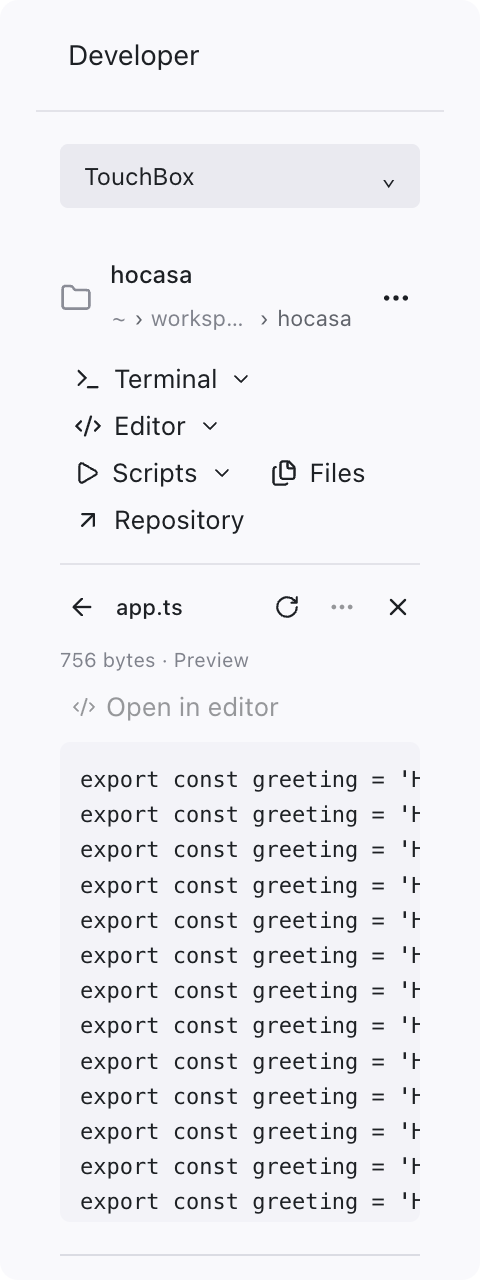 Developer
TouchBox
hocasa
~ › worksp... › hocasa
Terminal
Editor
Scripts Files
Repository
app.ts
756 bytes · Preview
Open in editor
export const greeting = 'H
export const greeting = 'H
export const greeting = 'H
export const greeting = 'H
export const greeting = 'H
export const greeting = 'H
export const greeting = 'H
export const greeting = 'H
export const greeting = 'H
export const greeting = 'H
export const greeting = 'H
export const greeting = 'H
export const greeting = 'H